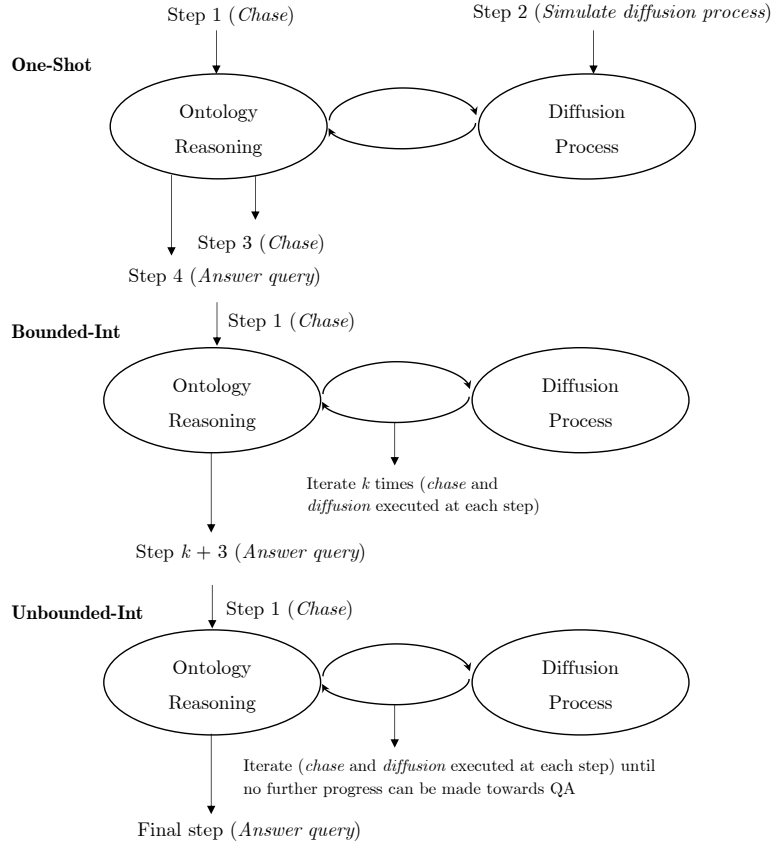 Step 1 (Chase)
Step 2 (Simulate diffusion process)
One-Shot
Ontology
Reasoning
Diffusion
Process
Step 3 (Chase)
Step 4 (Answer query)
Step 1 (Chase)
Bounded-Int
Ontology
Reasoning
Diffusion
Process
Iterate k times (chase and
diffusion executed at each step)
Step k + 3 (Answer query)
Step 1 (Chase)
Unbounded-Int
Ontology
Reasoning
Diffusion
Process
Iterate (chase and diffusion executed at each step) until
no further progress can be made towards QA
Final step (Answer query)